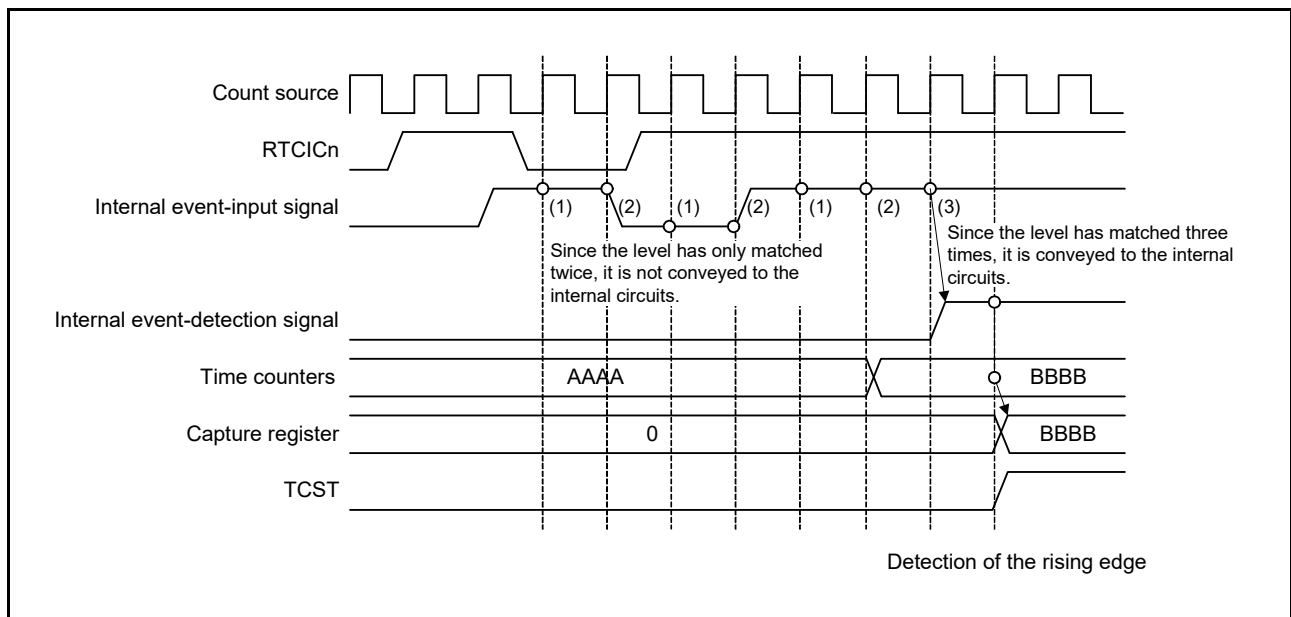 Count source
RTCICn
Internal event-input signal
(1)
(2)
(1)
(2)
(1)
(2)
(3)
Since the level has only matched
twice, it is not conveyed to the
internal circuits.
Since the level has matched three
times, it is conveyed to the internal
circuits.
Internal event-detection signal
Time counters
AAAA
BBBB
Capture register
0
BBBB
TCST
Detection of the rising edge